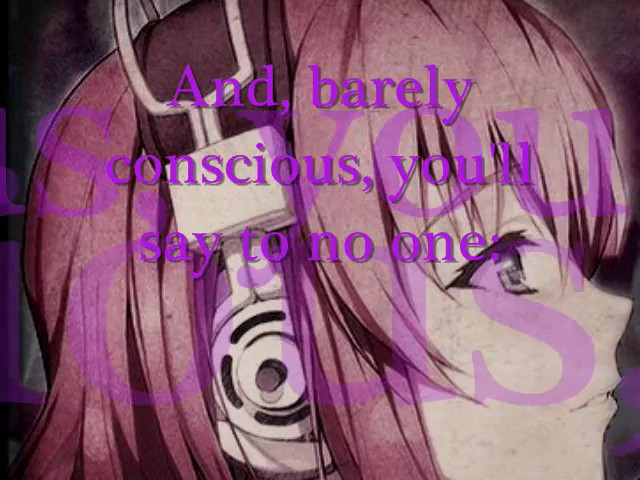 And, barely
conscious, you'll
say to no one: